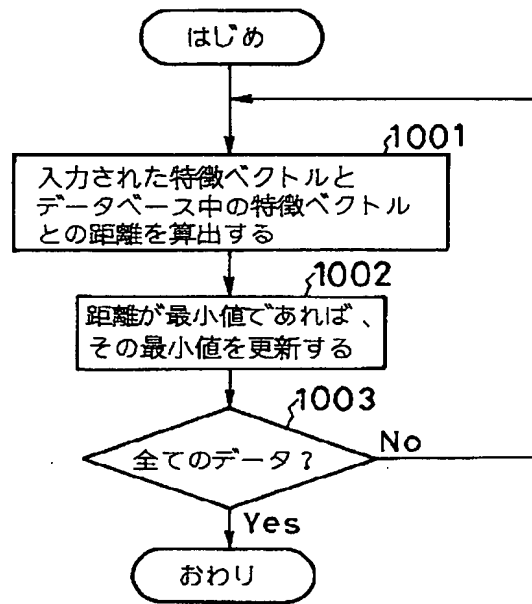 はじめ
1001
入力された特徴ベクトルと
データベース中の特徴ベクトル
との距離を算出する
1002
距離が最小値であれば、
その最小値を更新する
1003
全てのデータ?
No
Yes
おわり